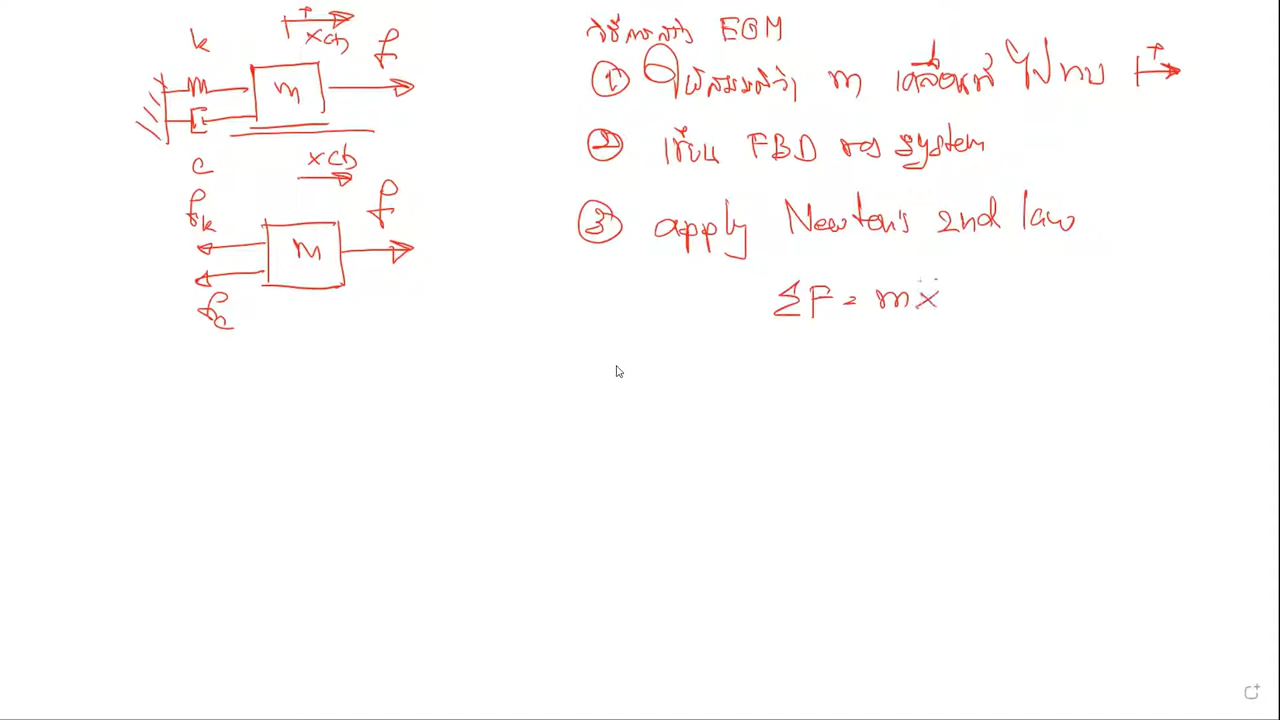 k
x(t)
f
m
c
x(t)
fk
f
m
fc
วิธีการสร้าง EOM
① ให้สมมติว่า m เคลื่อนที่ ไปทาง +
② เขียน FBD ของ system
③ apply Newton's 2nd law
ΣF = mẍ